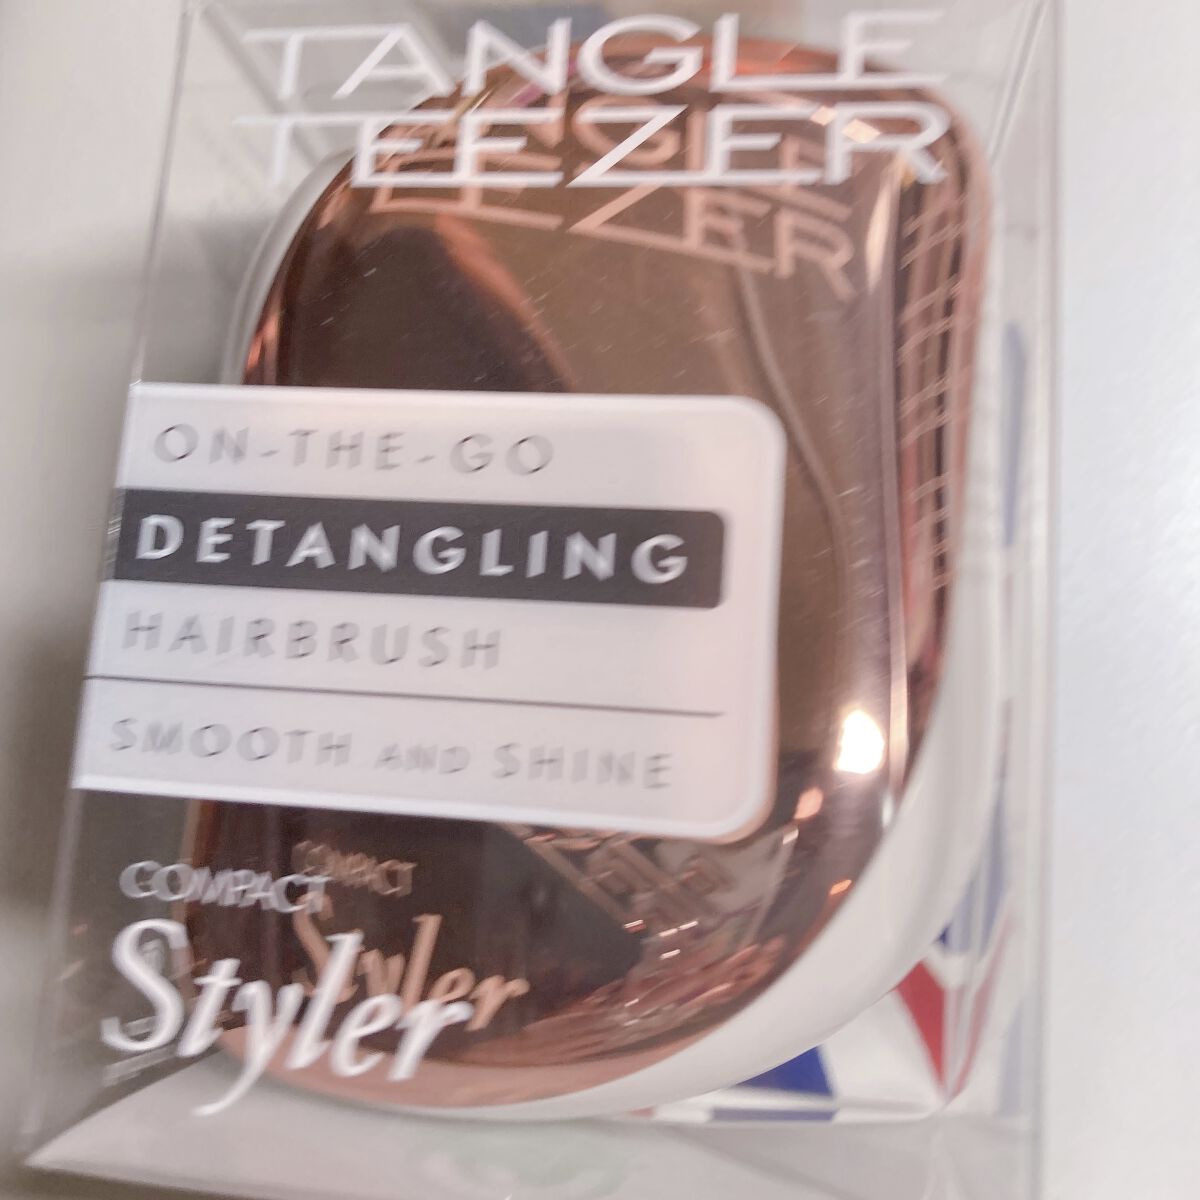 TANGLE
TEEZER
ON-THE-GO
DETANGLING
HAIRBRUSH
SMOOTH AND SHINE
COMPACT
Styler